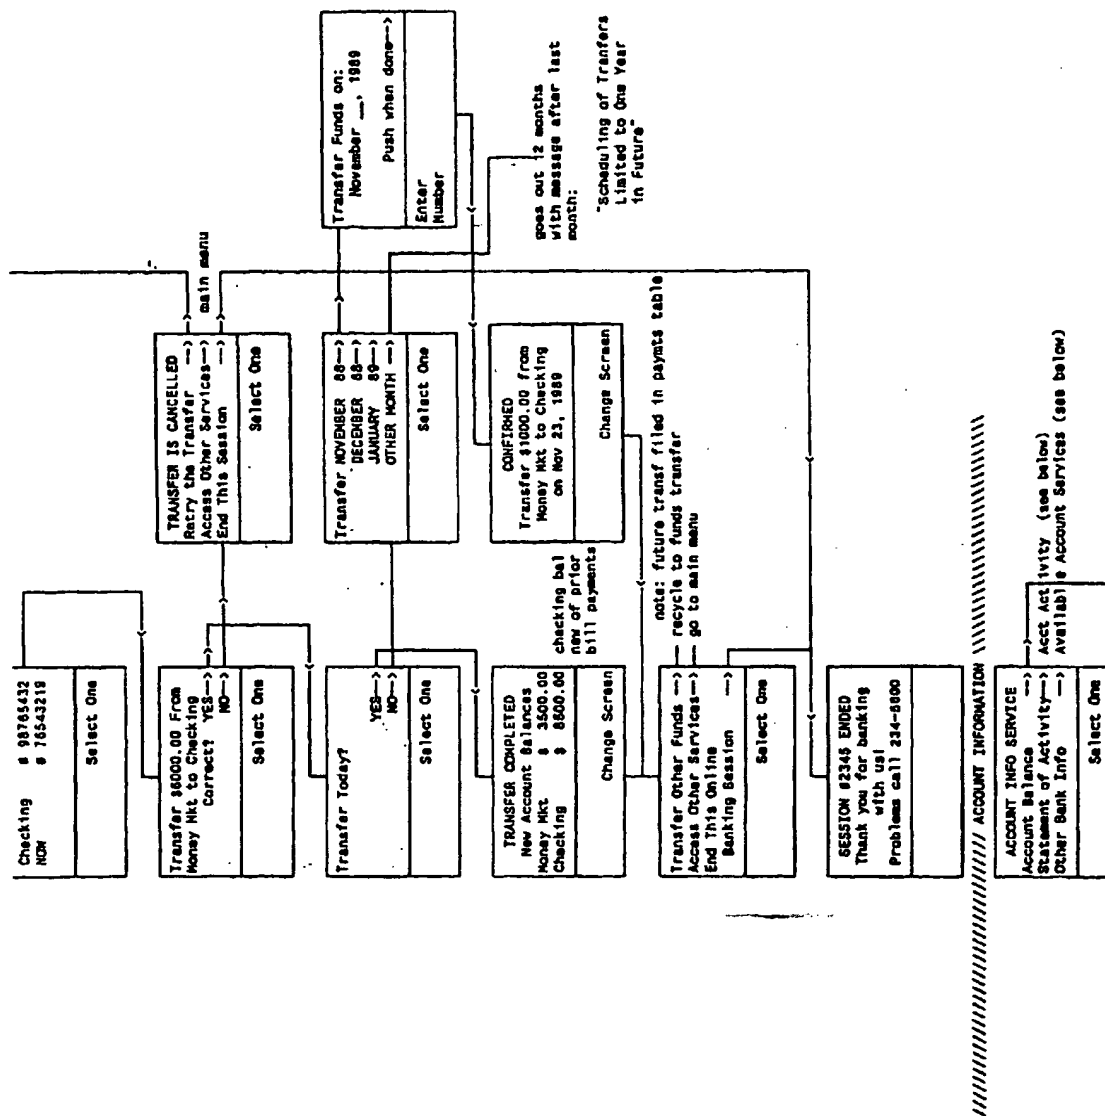 Checking # 98765432
NOW # 76543219
Select One
Transfer $6000.00 From
Money Mkt to Checking
Correct? YES-->
NO-->
Select One
TRANSFER IS CANCELLED
Retry the Transfer -->
Access Other Services-->
End This Session -->
Select One
main menu
Transfer Today?
YES-->
NO-->
Select One
Transfer NOVEMBER 88-->
DECEMBER 88-->
JANUARY 89-->
OTHER MONTH -->
Select One
Transfer Funds on:
November __, 1989
Push when done-->
Enter
Number
goes out 12 months
with message after last
month:
"Scheduling of Tranfers
Limited to One Year
in Future"
TRANSFER COMPLETED
New Account Balances
Money Mkt $ 3500.00
Checking $ 8500.00
Change Screen
checking bal
new of prior
bill payments
CONFIRMED
Transfer $1000.00 from
Money Mkt to Checking
on Nov 23, 1989
Change Screen
note: future transf filed in paymts table
Transfer Other Funds --> recycle to funds transfer
Access Other Services--> go to main menu
End This Online
Banking Session -->
Select One
SESSION #2345 ENDED
Thank you for banking
with us!
Problems call 234-5800
///// ACCOUNT INFORMATION /////
ACCOUNT INFO SERVICE
Account Balance -->
Statement of Activity--> Acct Activity (see below)
Other Bank Info --> Available Account Services (see below)
Select One